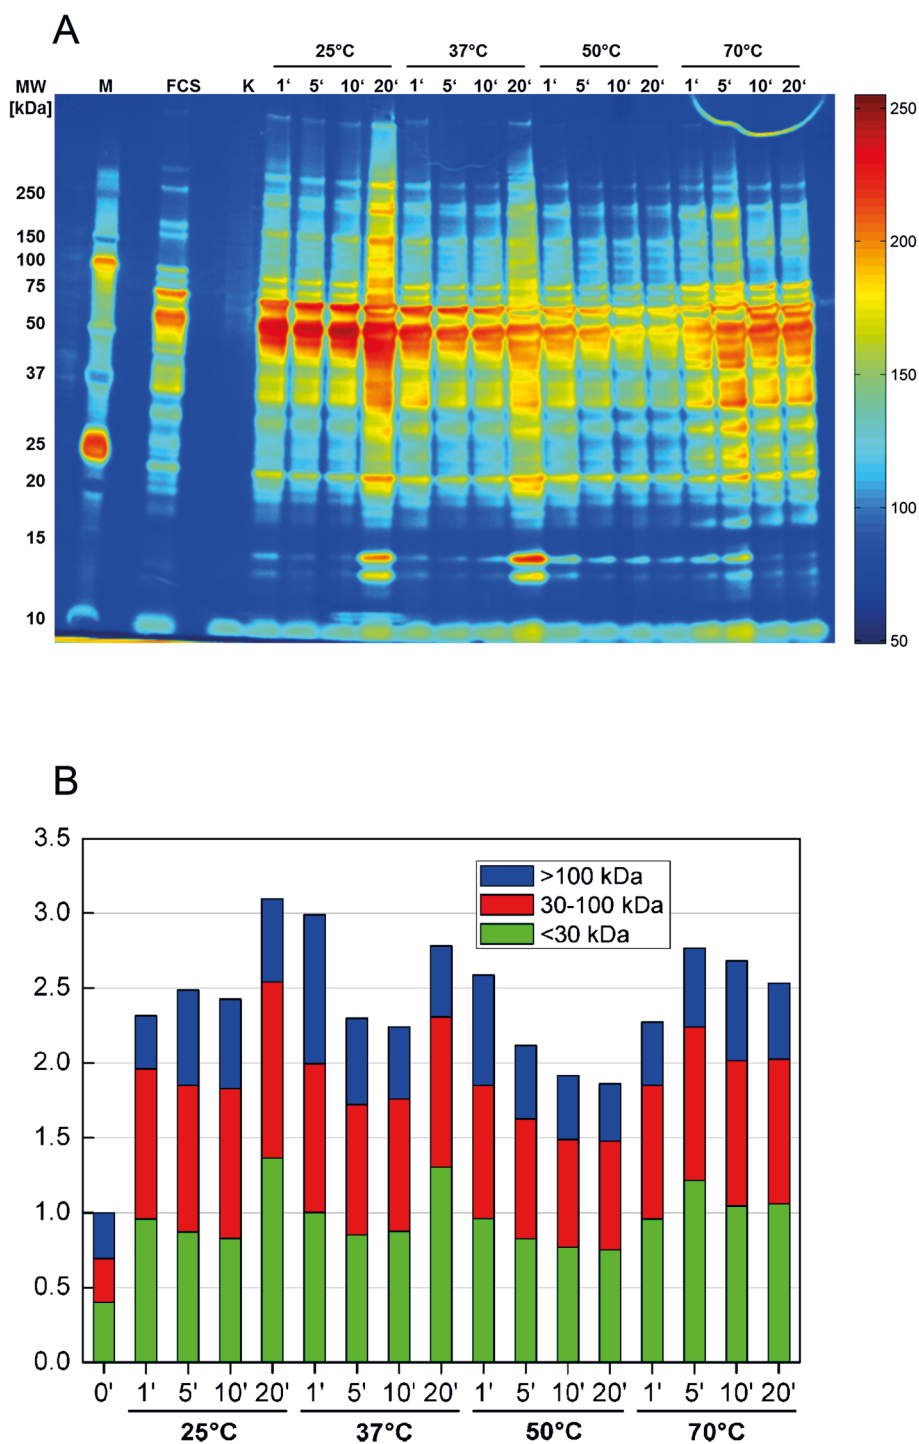 A
25°C 37°C 50°C 70°C
MW M FCS K 1‘ 5‘ 10‘ 20‘ 1‘ 5‘ 10‘ 20‘ 1‘ 5‘ 10‘ 20‘ 1‘ 5‘ 10‘ 20‘
[kDa]
250
150
100
75
50
37
25
20
15
10
250
200
150
100
50
B
3.5
3.0
2.5
2.0
1.5
1.0
0.5
0.0
>100 kDa
30-100 kDa
<30 kDa
0' 1' 5' 10' 20' 1' 5' 10' 20' 1' 5' 10' 20' 1' 5' 10' 20'
25°C 37°C 50°C 70°C